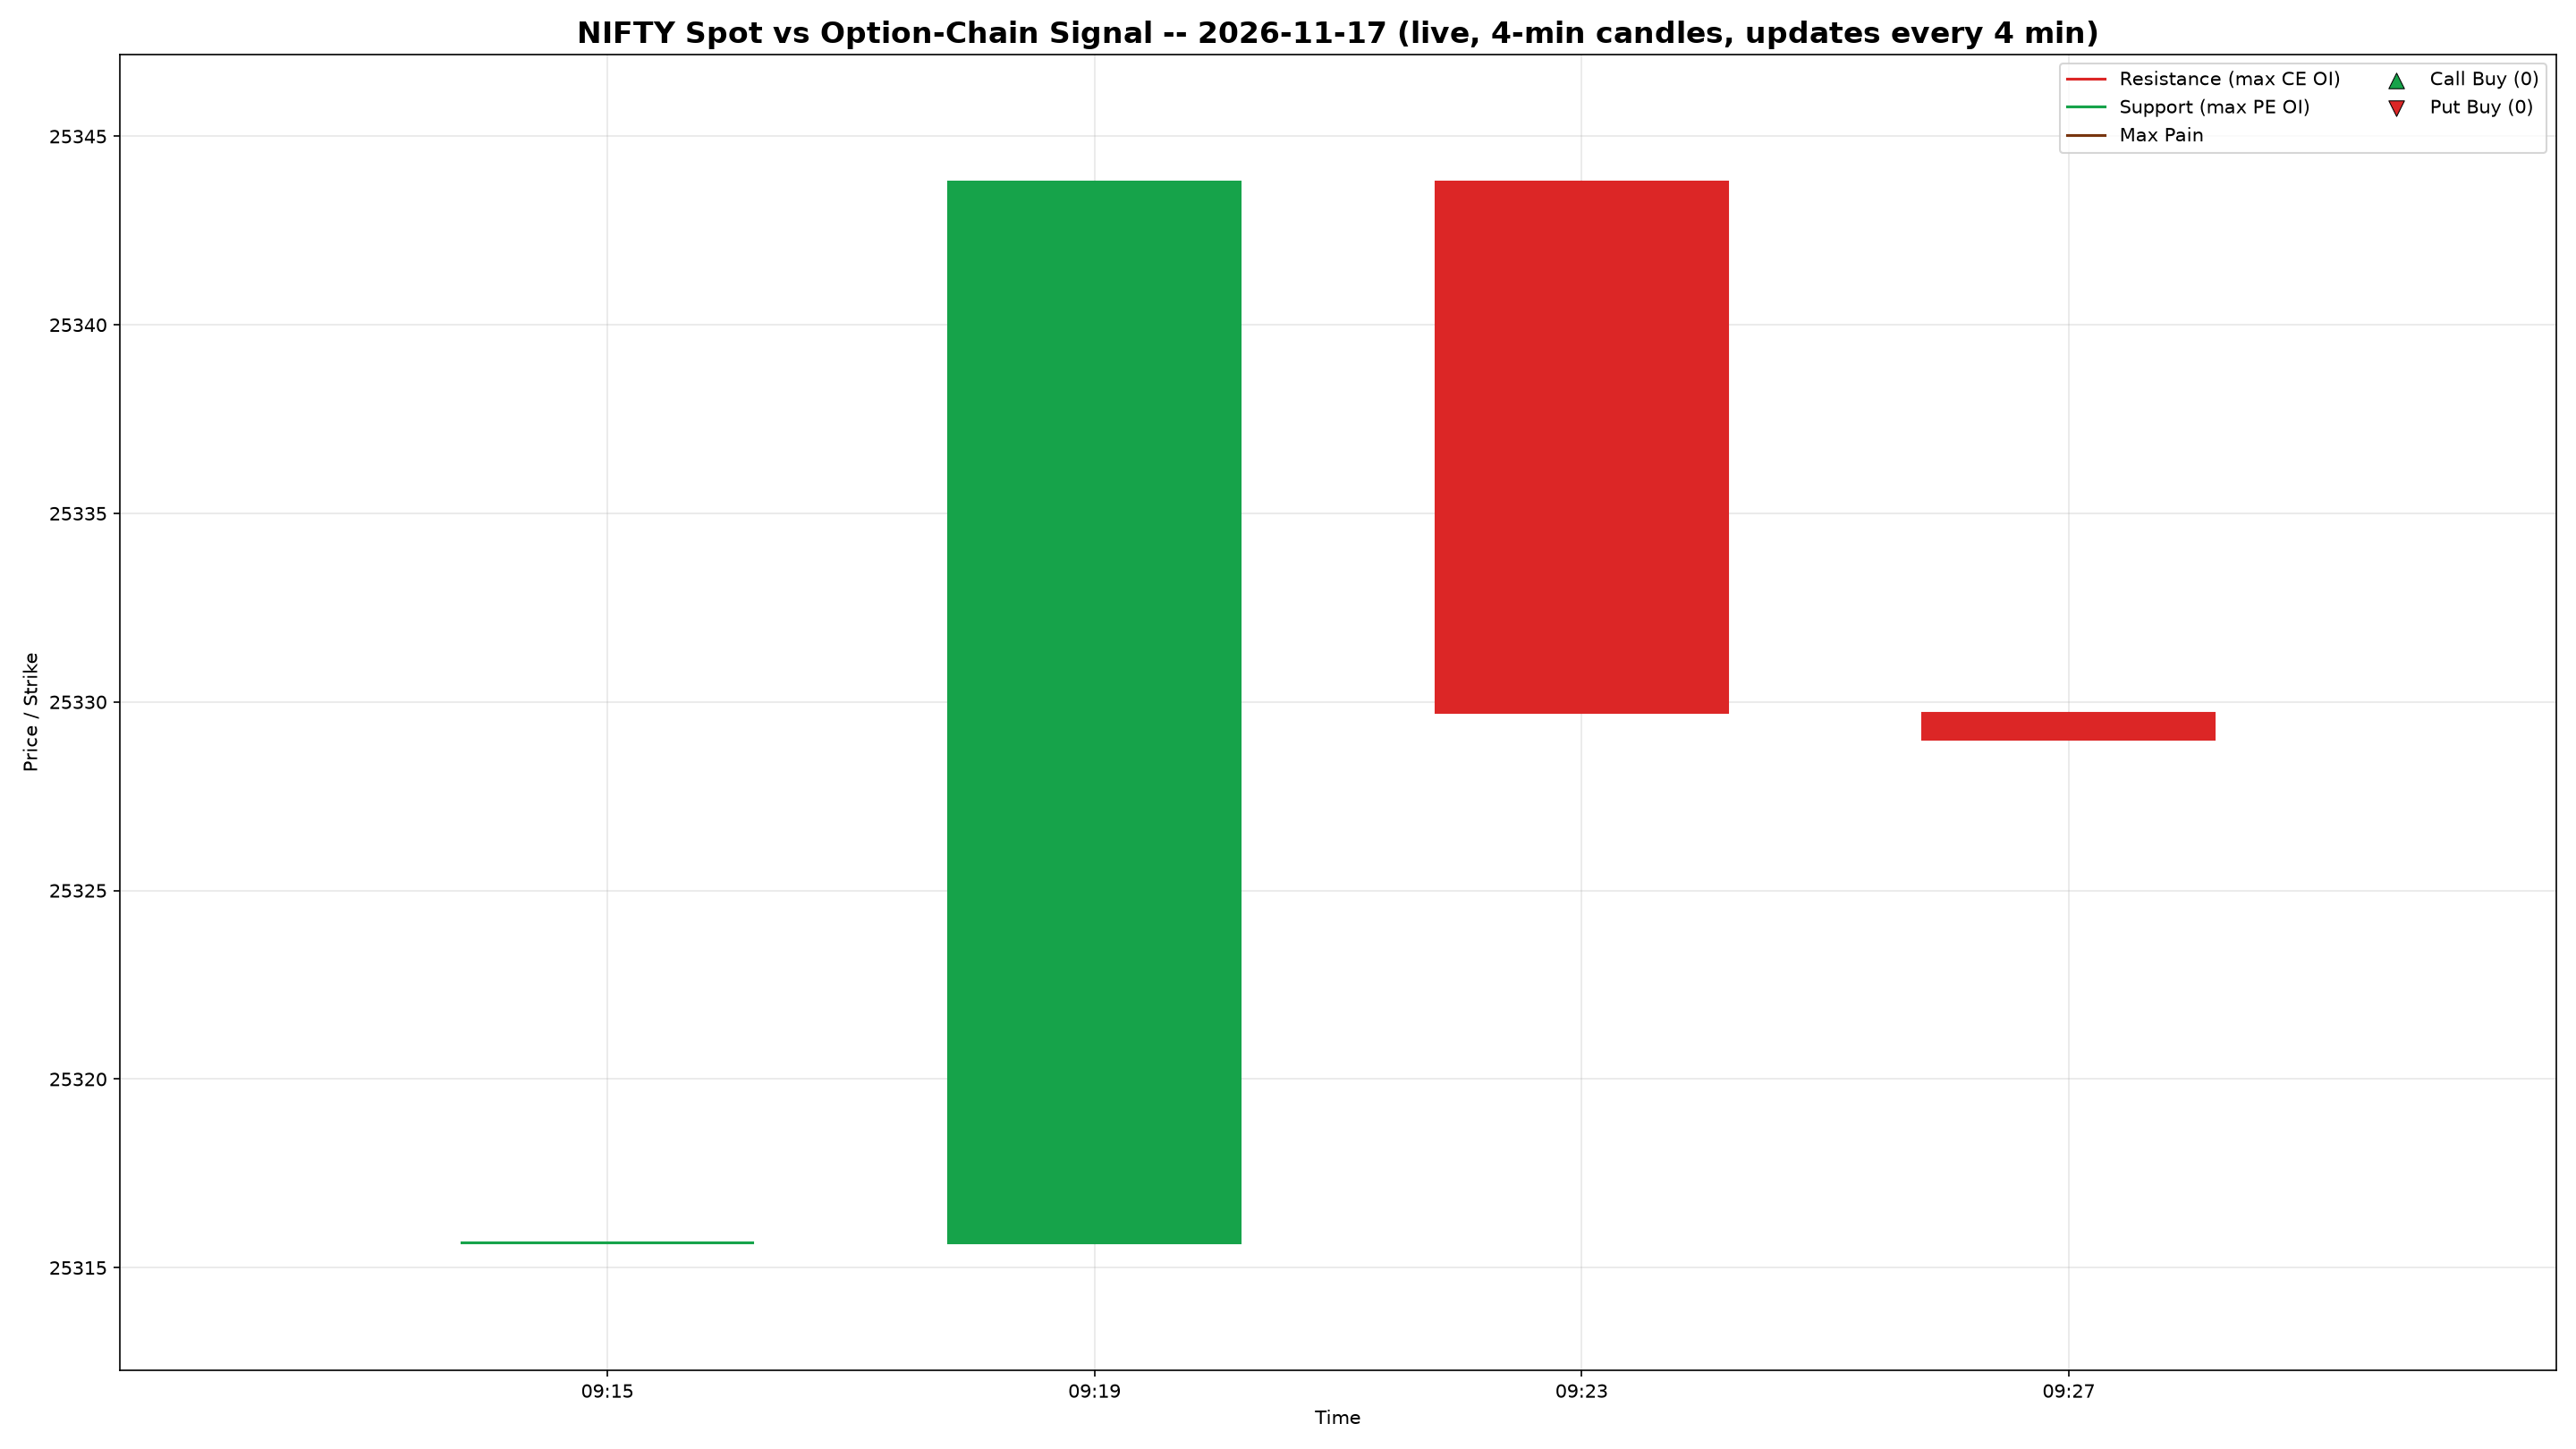 NIFTY Spot vs Option-Chain Signal -- 2026-11-17 (live, 4-min candles, updates every 4 min)
Resistance (max CE OI)
Support (max PE OI)
Max Pain
Call Buy (0)
Put Buy (0)
Price / Strike
25345
25340
25335
25330
25325
25320
25315
09:15
09:19
09:23
09:27
Time